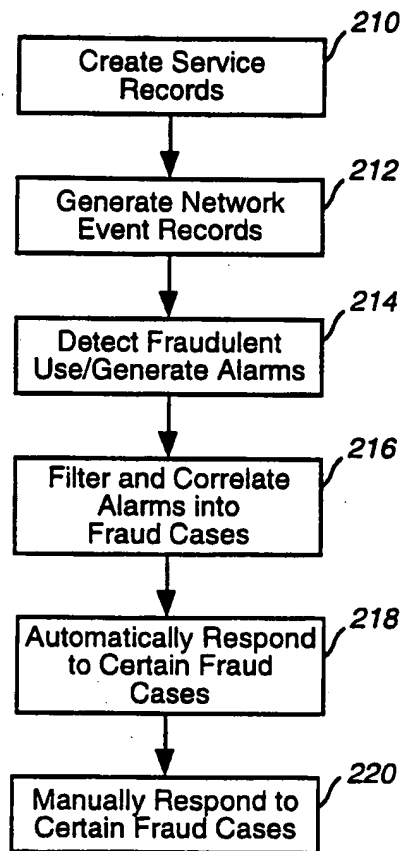 210
Create Service
Records
212
Generate Network
Event Records
214
Detect Fraudulent
Use/Generate Alarms
216
Filter and Correlate
Alarms into
Fraud Cases
218
Automatically Respond
to Certain Fraud
Cases
220
Manually Respond to
Certain Fraud Cases